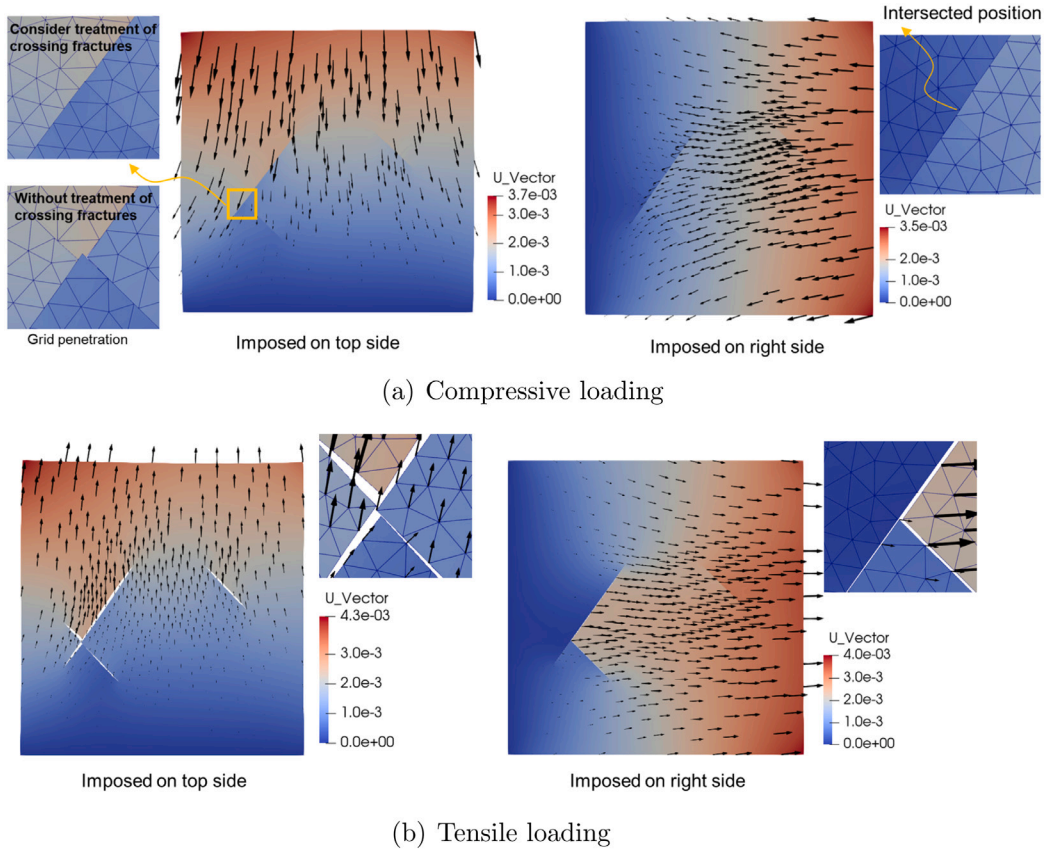 Consider treatment of
crossing fractures
Without treatment of
crossing fractures
Grid penetration
U_Vector
3.7e-03
3.0e-3
2.0e-3
1.0e-3
0.0e+00
Imposed on top side
Intersected position
U_Vector
3.5e-03
2.0e-3
1.0e-3
0.0e+00
Imposed on right side
(a) Compressive loading
U_Vector
4.3e-03
3.0e-3
2.0e-3
1.0e-3
0.0e+00
Imposed on top side
U_Vector
4.0e-03
3.0e-3
2.0e-3
1.0e-3
0.0e+00
Imposed on right side
(b) Tensile loading